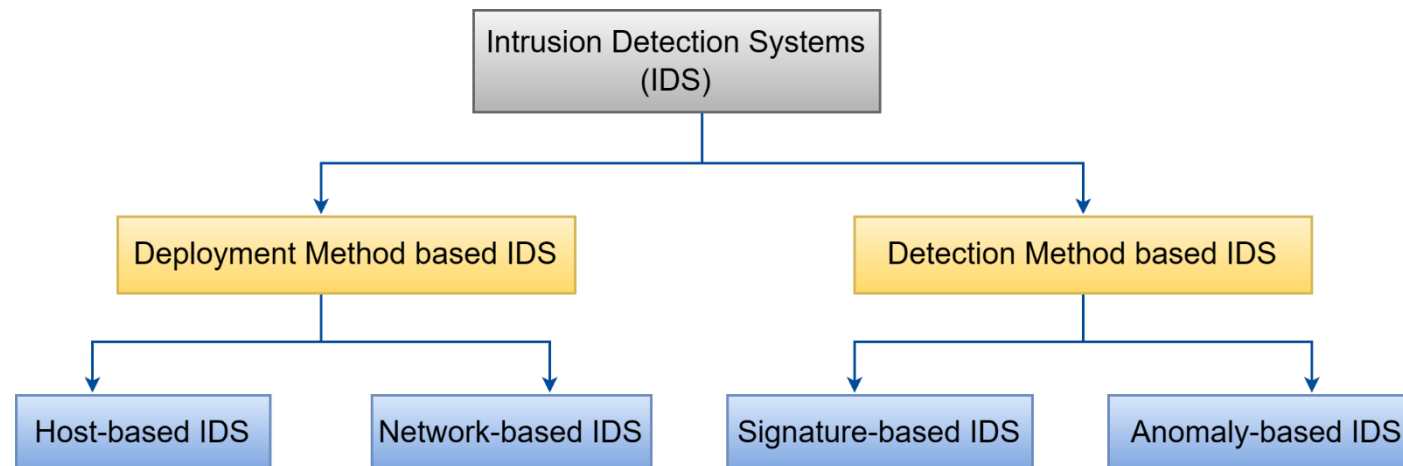 Intrusion Detection Systems
(IDS)
Deployment Method based IDS
Detection Method based IDS
Host-based IDS
Network-based IDS
Signature-based IDS
Anomaly-based IDS